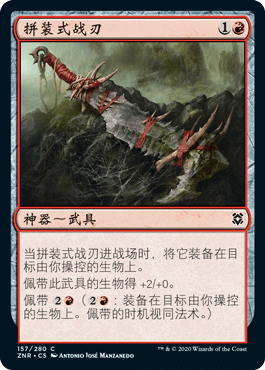 拼装式战刃 1
神器～武具
当拼装式战刃进战场时，将它装备在目
标由你操控的生物上。
佩带此武具的生物得 +2/+0。
佩带 2（2：装备在目标由你操控
的生物上。佩带的时机视同法术。）
157/280 C
ZNR • CS Antonio José Manzanedo
™ & © 2020 Wizards of the Coast